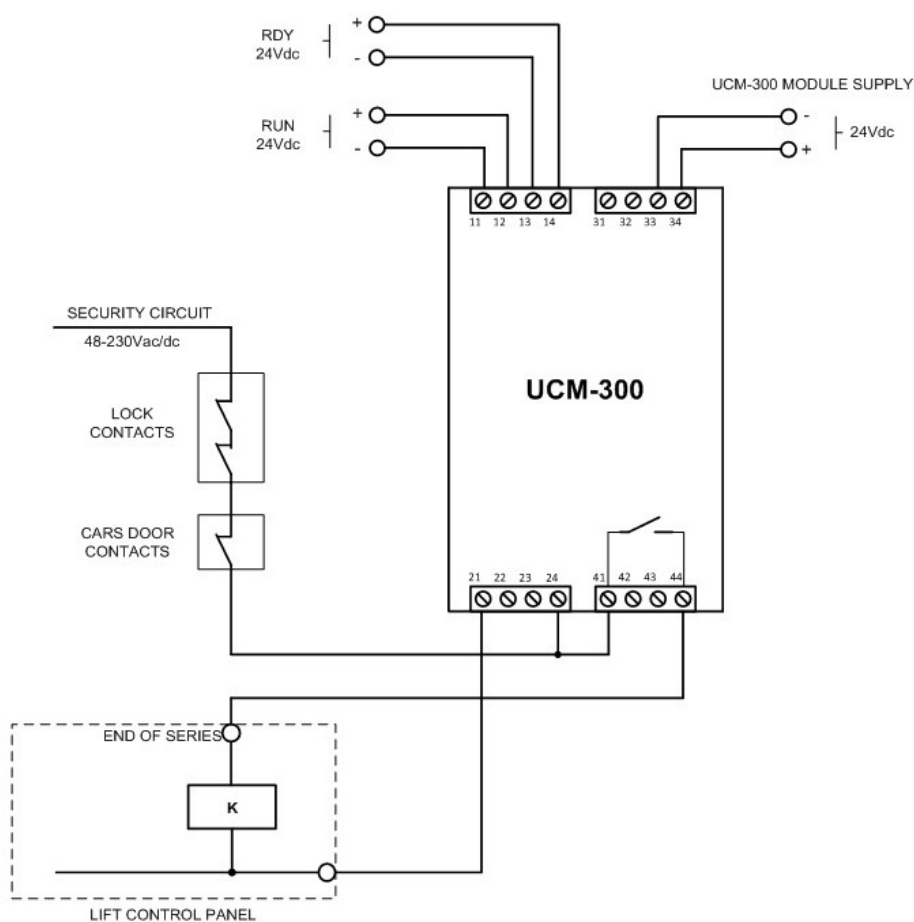 RDY
24Vdc
+
-
RUN
24Vdc
+
-
UCM-300 MODULE SUPPLY
-
+
24Vdc
11 12 13 14
31 32 33 34
SECURITY CIRCUIT
48-230Vac/dc
LOCK
CONTACTS
CARS DOOR
CONTACTS
UCM-300
21 22 23 24
41 42 43 44
END OF SERIES
K
LIFT CONTROL PANEL